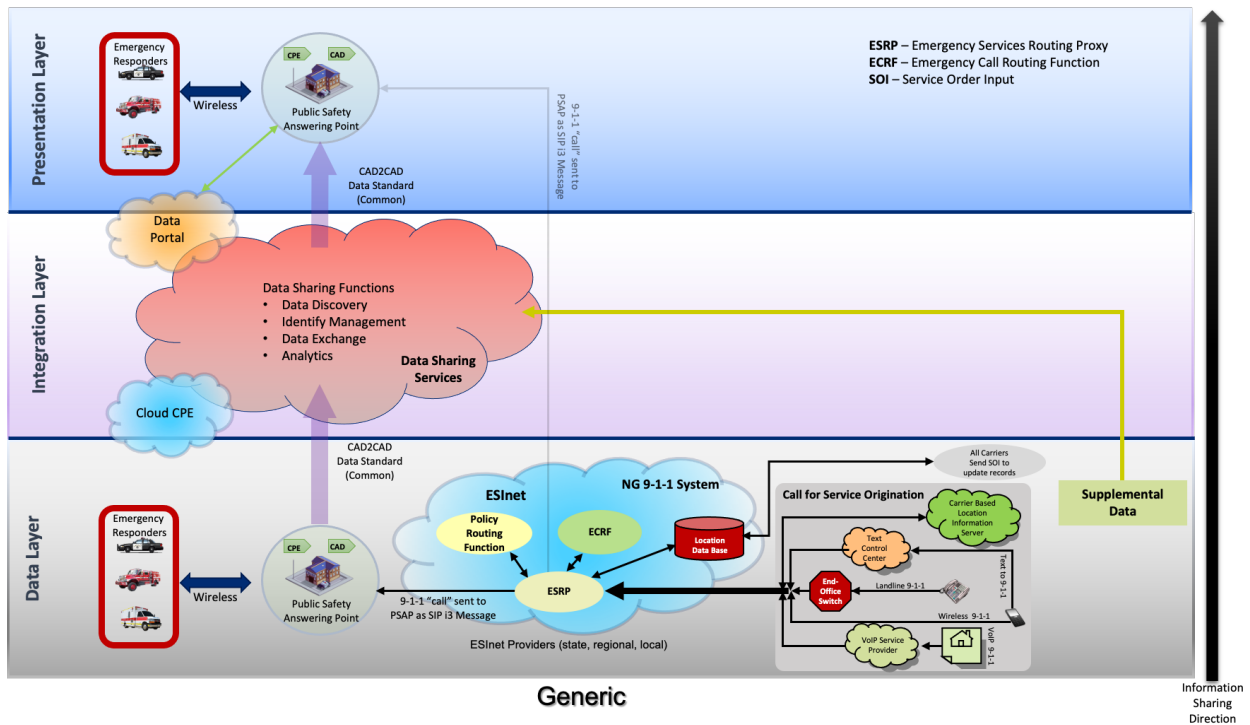 Presentation Layer
Emergency
Responders
Wireless
CPE
CAD
Public Safety
Answering Point
ESRP – Emergency Services Routing Proxy
ECRF – Emergency Call Routing Function
SOI – Service Order Input
9-1-1 "call" sent to
PSAP as SIP i3 Message
CAD2CAD
Data Standard
(Common)
Integration Layer
Data
Portal
Data Sharing Functions
• Data Discovery
• Identify Management
• Data Exchange
• Analytics
Data Sharing
Services
Cloud CPE
Data Layer
CAD2CAD
Data Standard
(Common)
Emergency
Responders
Wireless
CPE
CAD
Public Safety
Answering Point
9-1-1 "call" sent to
PSAP as SIP i3 Message
ESInet
NG 9-1-1 System
Policy
Routing
Function
ECRF
Location
Data Base
ESRP
ESInet Providers (state, regional, local)
All Carriers
Send SOI to
update records
Call for Service Origination
Carrier Based
Location
Information
Server
Text
Control
Center
Text to 9-1-1
End-
Office
Switch
Landline 9-1-1
Wireless 9-1-1
VoIP Service
Provider
VoIP 9-1-1
Supplemental
Data
Generic
Information
Sharing
Direction